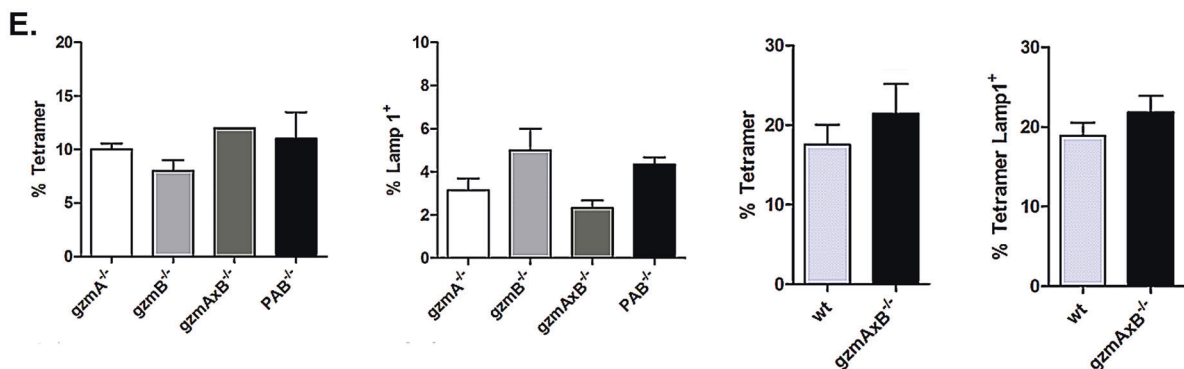 E.
% Tetramer
20
15
10
5
0
gzmA-/-
gzmB-/-
gzmAxB-/-
PAB-/-
% Lamp 1+
10
8
6
4
2
0
gzmA-/-
gzmB-/-
gzmAxB-/-
PAB-/-
% Tetramer
30
20
10
0
wt
gzmAxB-/-
% Tetramer Lamp1+
30
20
10
0
wt
gzmAxB-/-